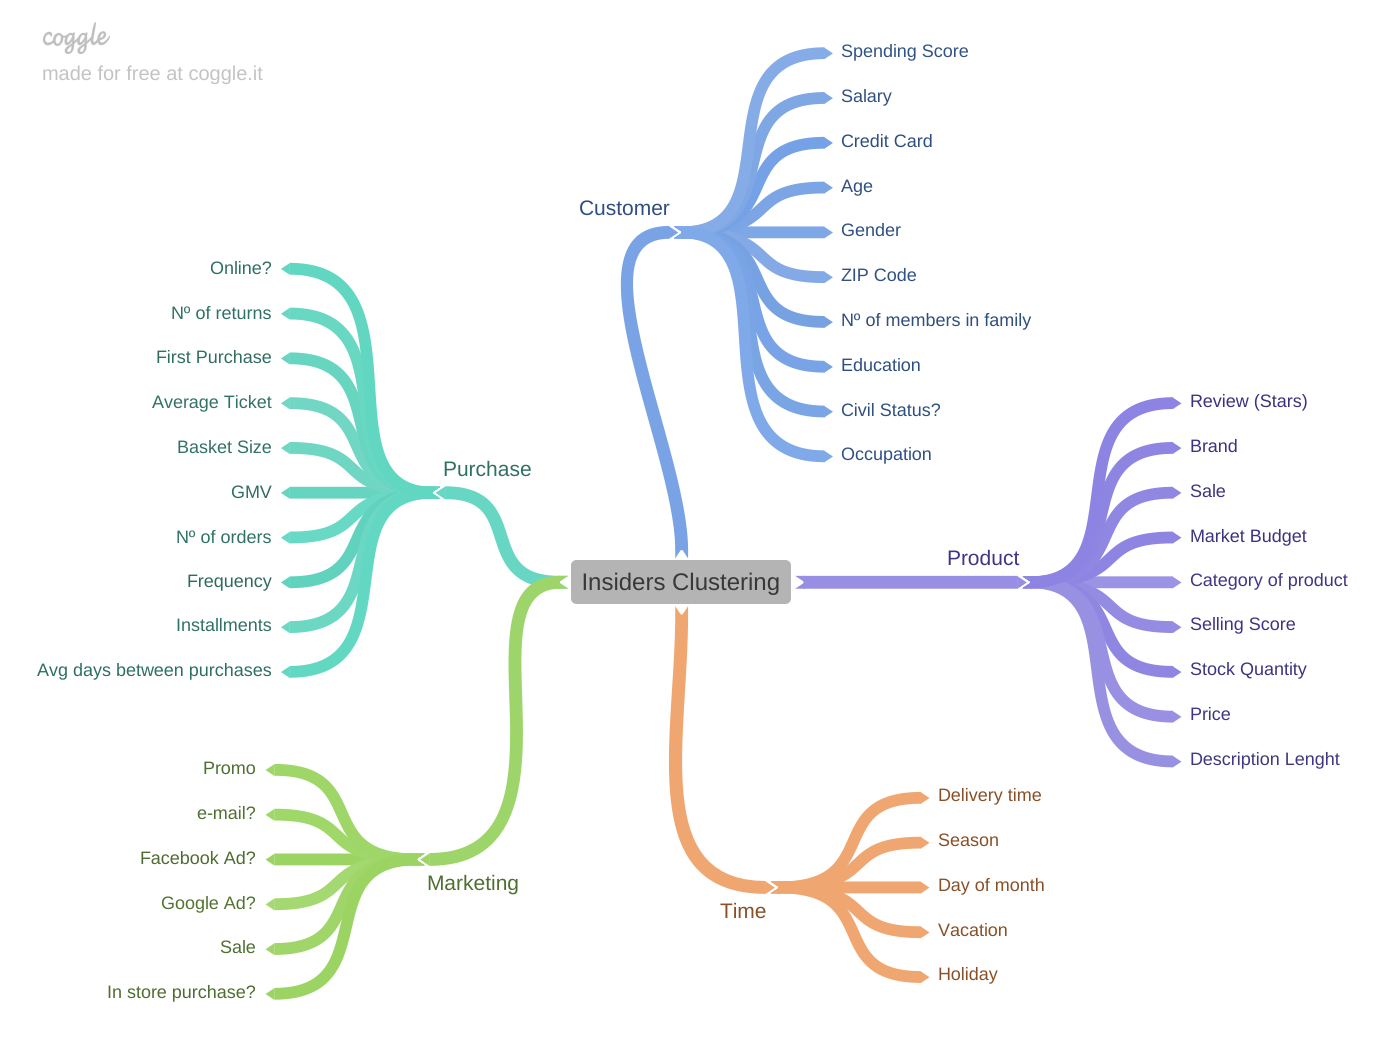 coggle
made for free at coggle.it
Insiders Clustering
Customer
Spending Score
Salary
Credit Card
Age
Gender
ZIP Code
Nº of members in family
Education
Civil Status?
Occupation
Product
Review (Stars)
Brand
Sale
Market Budget
Category of product
Selling Score
Stock Quantity
Price
Description Lenght
Time
Delivery time
Season
Day of month
Vacation
Holiday
Purchase
Online?
Nº of returns
First Purchase
Average Ticket
Basket Size
GMV
Nº of orders
Frequency
Installments
Avg days between purchases
Marketing
Promo
e-mail?
Facebook Ad?
Google Ad?
Sale
In store purchase?